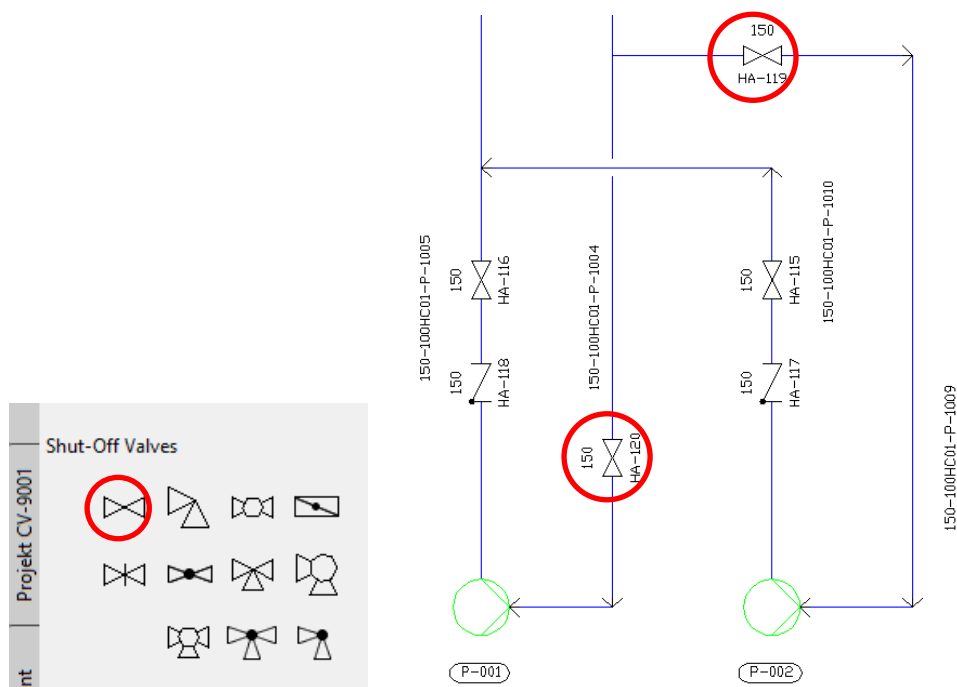 Shut-Off Valves
Projekt CV-9001
nt
150
HA-119
150-100HC01-P-1005
150
HA-116
150
HA-118
150-100HC01-P-1004
150
HA-120
150
HA-115
150
HA-117
150-100HC01-P-1010
150-100HC01-P-1009
P-001
P-002